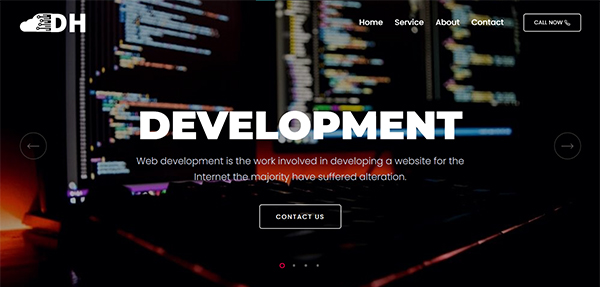 DH
Home Service About Contact
CALL NOW
DEVELOPMENT
Web development is the work involved in developing a website for the
Internet the majority have suffered alteration.
CONTACT US